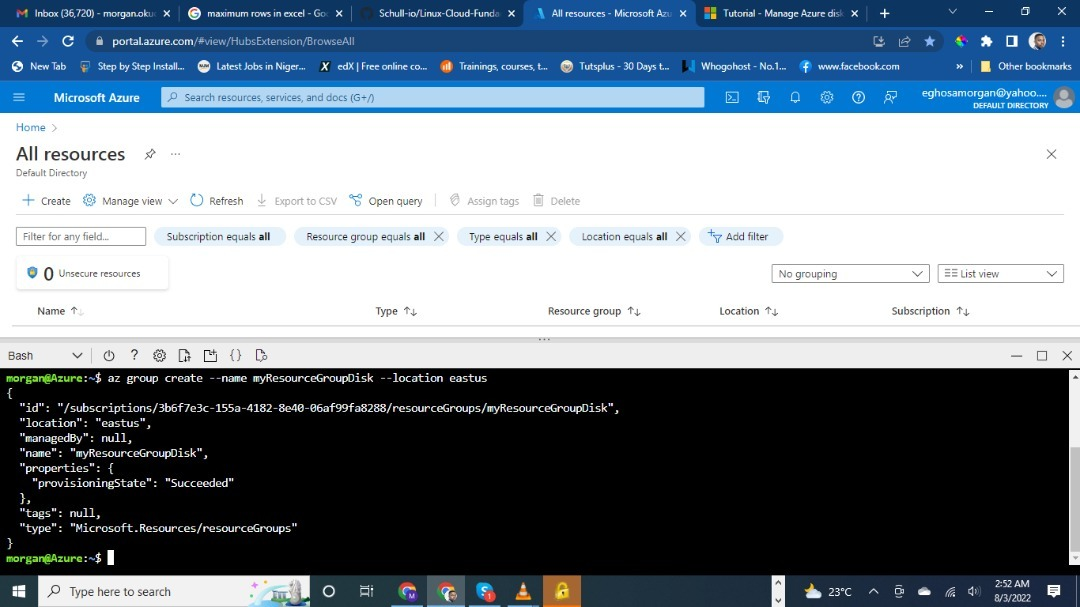 Inbox (36,720) - morgan.oku
maximum rows in excel - Go
Schull-io/Linux-Cloud-Funda
All resources - Microsoft Azu
Tutorial - Manage Azure disk
portal.azure.com/#view/HubsExtension/BrowseAll
New Tab
Step by Step Install...
Latest Jobs in Niger...
edX | Free online co...
Trainings, courses, t...
Tutsplus - 30 Days t...
Whogohost - No.1...
www.facebook.com
»
Other bookmarks
Microsoft Azure
Search resources, services, and docs (G+/)
eghosamorgan@yahoo....
DEFAULT DIRECTORY
Home >
All resources
...
Default Directory
Create
Manage view
Refresh
Export to CSV
Open query
Assign tags
Delete
Filter for any field...
Subscription equals all
Resource group equals all
Type equals all
Location equals all
Add filter
0 Unsecure resources
No grouping
List view
Name
Type
Resource group
Location
Subscription
Bash
morgan@Azure:~$ az group create --name myResourceGroupDisk --location eastus
{
"id": "/subscriptions/3b6f7e3c-155a-4182-8e40-06af99fa8288/resourceGroups/myResourceGroupDisk",
"location": "eastus",
"managedBy": null,
"name": "myResourceGroupDisk",
"properties": {
"provisioningState": "Succeeded"
},
"tags": null,
"type": "Microsoft.Resources/resourceGroups"
}
morgan@Azure:~$
Type here to search
23°C
2:52 AM
8/3/2022